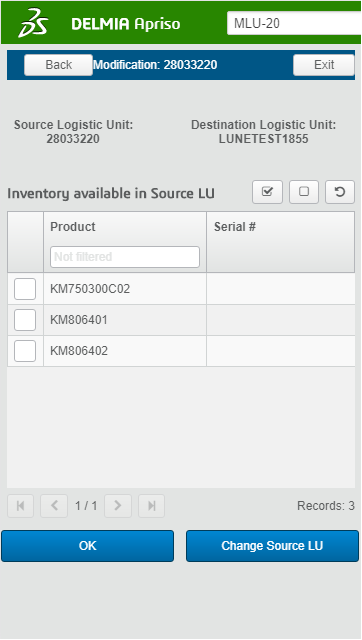 DELMIA Apriso MLU-20
Back Modification: 28033220 Exit
Source Logistic Unit: Destination Logistic Unit:
28033220 LUNETEST1855
Inventory available in Source LU
Product Serial #
Not filtered
KM750300C02
KM806401
KM806402
1 / 1 Records: 3
OK Change Source LU